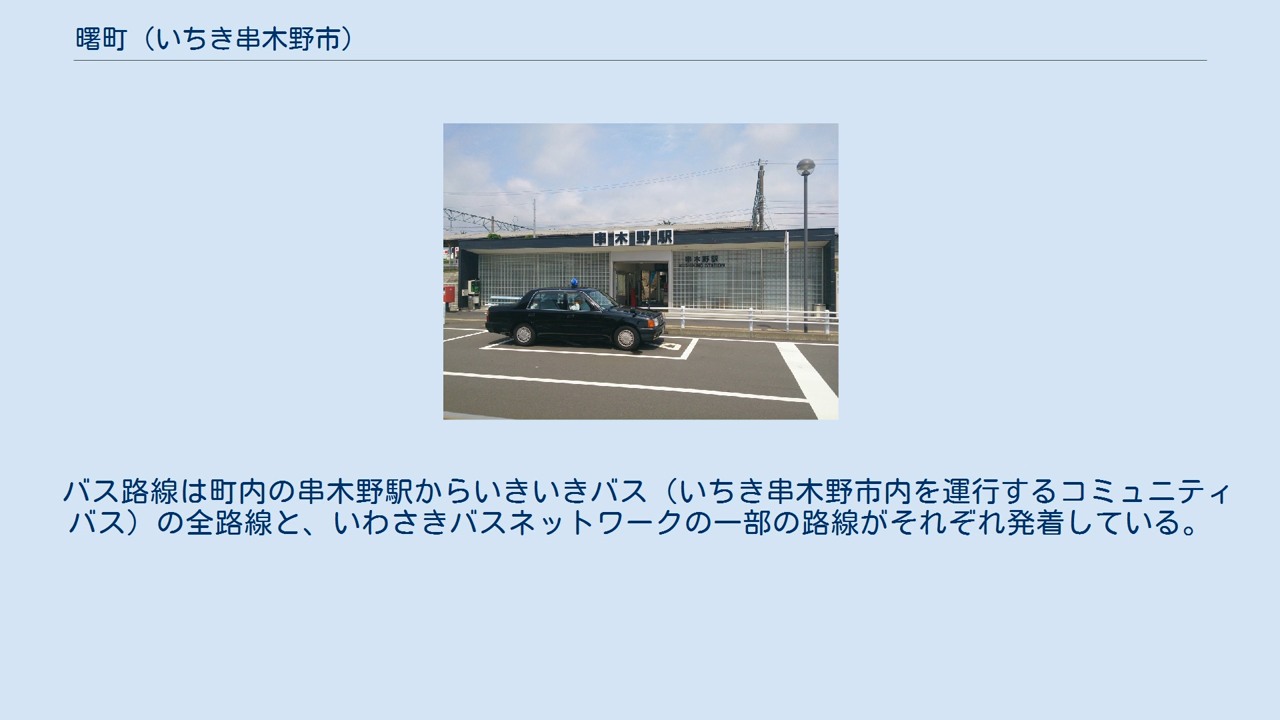 曙町（いちき串木野市）
串木野駅
串木野駅
バス路線は町内の串木野駅からいきいきバス（いちき串木野市内を運行するコミュニティ
バス）の全路線と、いわさきバスネットワークの一部の路線がそれぞれ発着している。